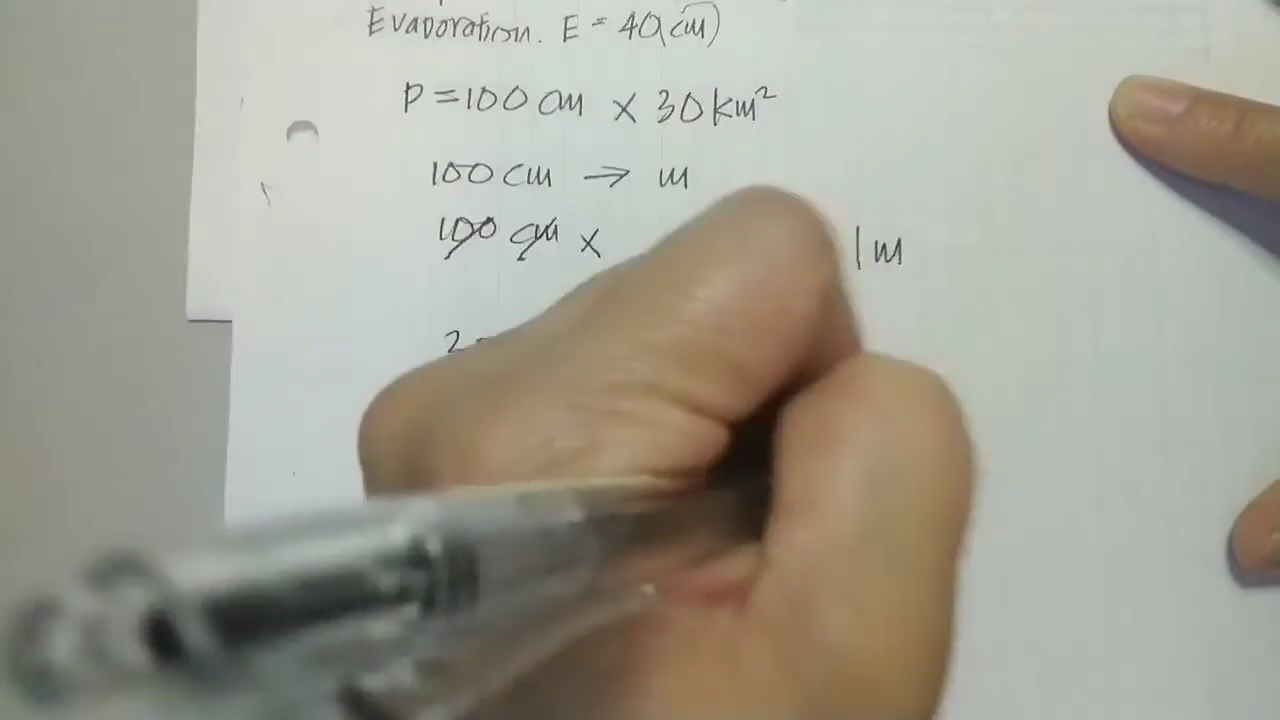 Evaporation. E = 40(cm)
P = 100 cm × 30 km²
100 cm → m
100 cm × 1 m